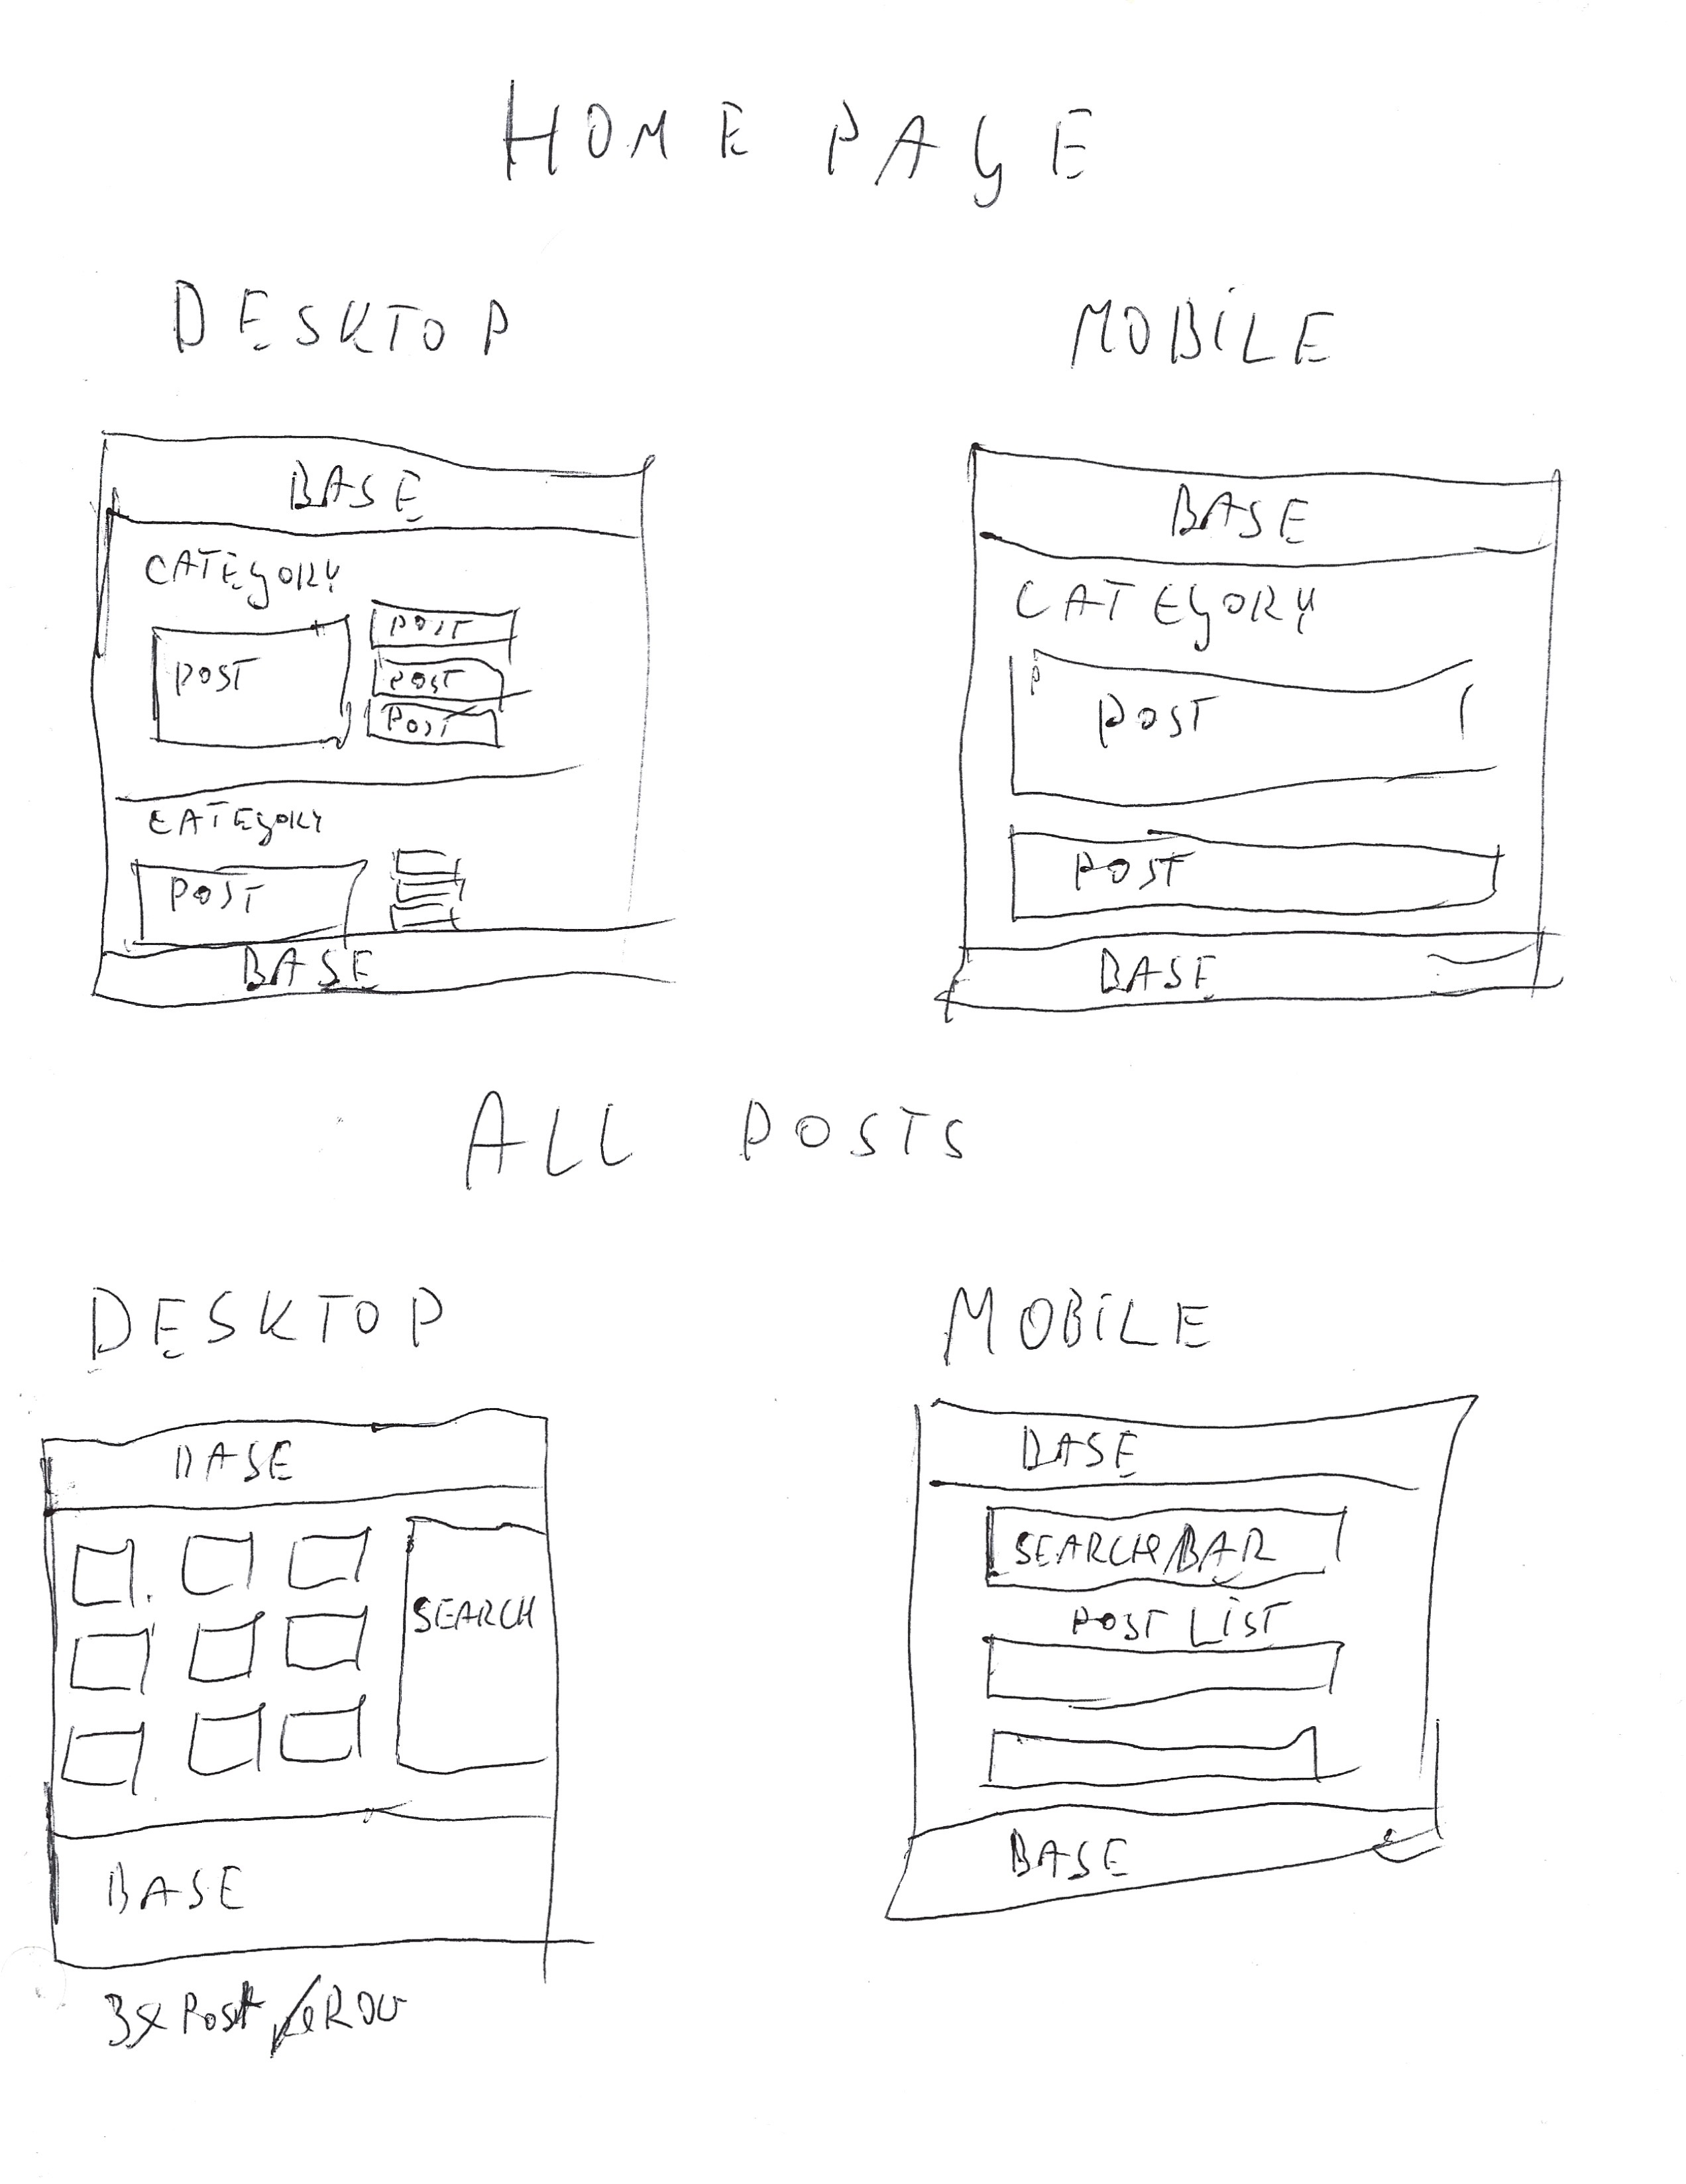 HOME PAGE
DESKTOP
MOBILE
BASE
CATEGORY
POST
POST
POST
POST
CATEGORY
POST
BASE
BASE
CATEGORY
POST
POST
BASE
ALL POSTS
DESKTOP
MOBILE
BASE
SEARCH
BASE
3x Post /ROW
BASE
SEARCH/BAR
POST LIST
BASE